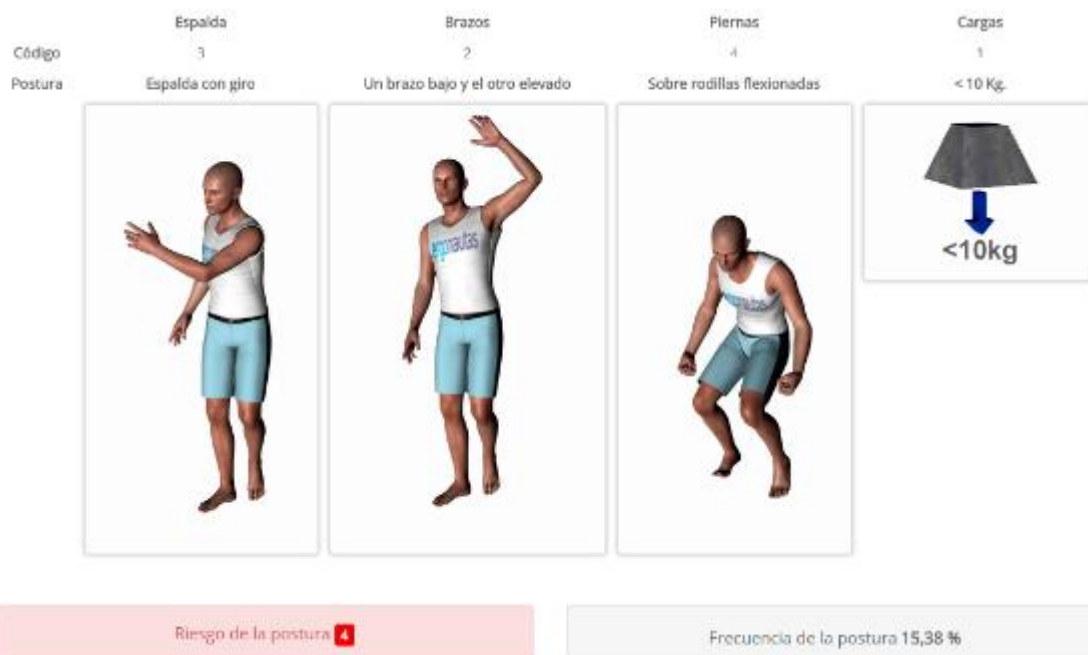 Espalda Brazos Piernas Cargas
Código 3 2 4 1
Postura Espalda con giro Un brazo bajo y el otro elevado Sobre rodillas flexionadas < 10 Kg.
ergonautas
<10kg
Riesgo de la postura 4
Frecuencia de la postura 15,38 %